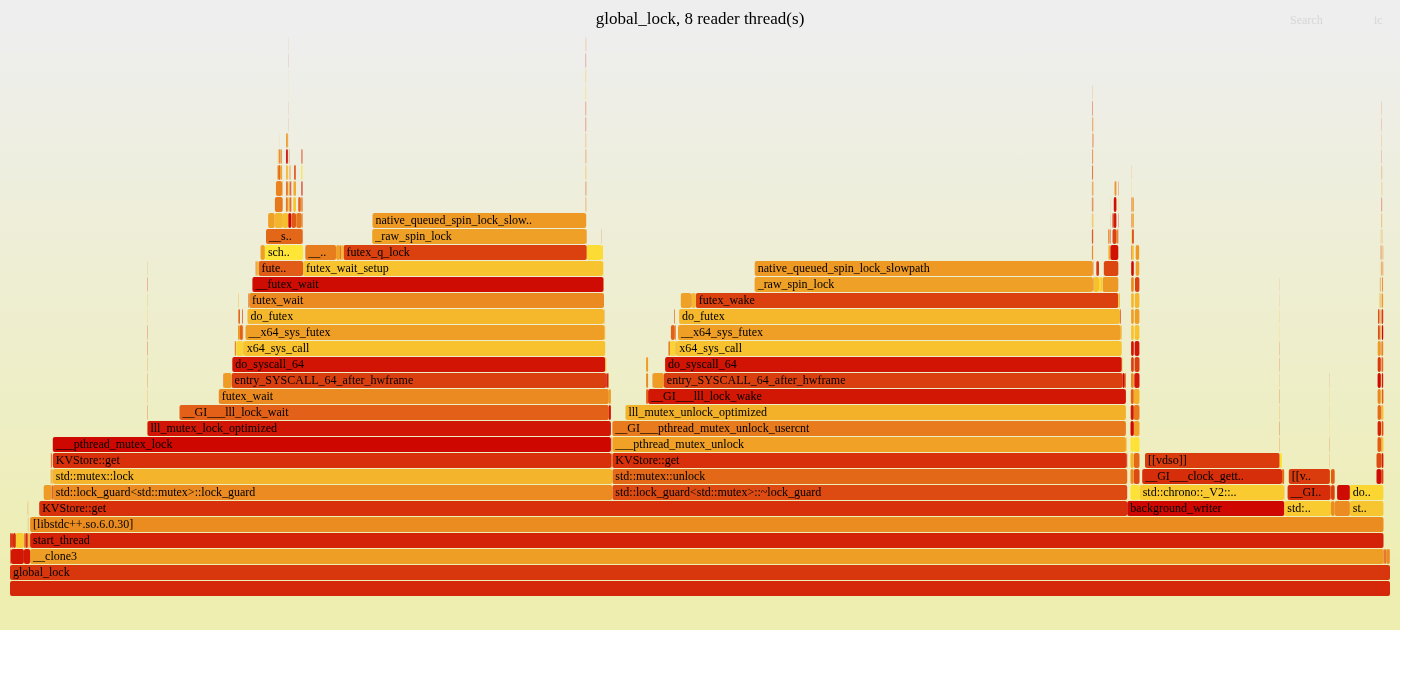 global_lock, 8 reader thread(s)
Search
ic
native_queued_spin_lock_slow..
__s..
_raw_spin_lock
sch..
__..
futex_q_lock
fute..
futex_wait_setup
native_queued_spin_lock_slowpath
__futex_wait
_raw_spin_lock
futex_wait
futex_wake
do_futex
do_futex
__x64_sys_futex
__x64_sys_futex
x64_sys_call
x64_sys_call
do_syscall_64
do_syscall_64
entry_SYSCALL_64_after_hwframe
entry_SYSCALL_64_after_hwframe
futex_wait
__GI___lll_lock_wake
__GI___lll_lock_wait
lll_mutex_unlock_optimized
lll_mutex_lock_optimized
__GI___pthread_mutex_unlock_usercnt
___pthread_mutex_lock
___pthread_mutex_unlock
KVStore::get
KVStore::get
[[vdso]]
std::mutex::lock
std::mutex::unlock
__GI___clock_gett..
[[v..
std::lock_guard<std::mutex>::lock_guard
std::lock_guard<std::mutex>::~lock_guard
std::chrono::_V2::..
__GI..
do..
KVStore::get
background_writer
std:..
st..
[libstdc++.so.6.0.30]
start_thread
__clone3
global_lock